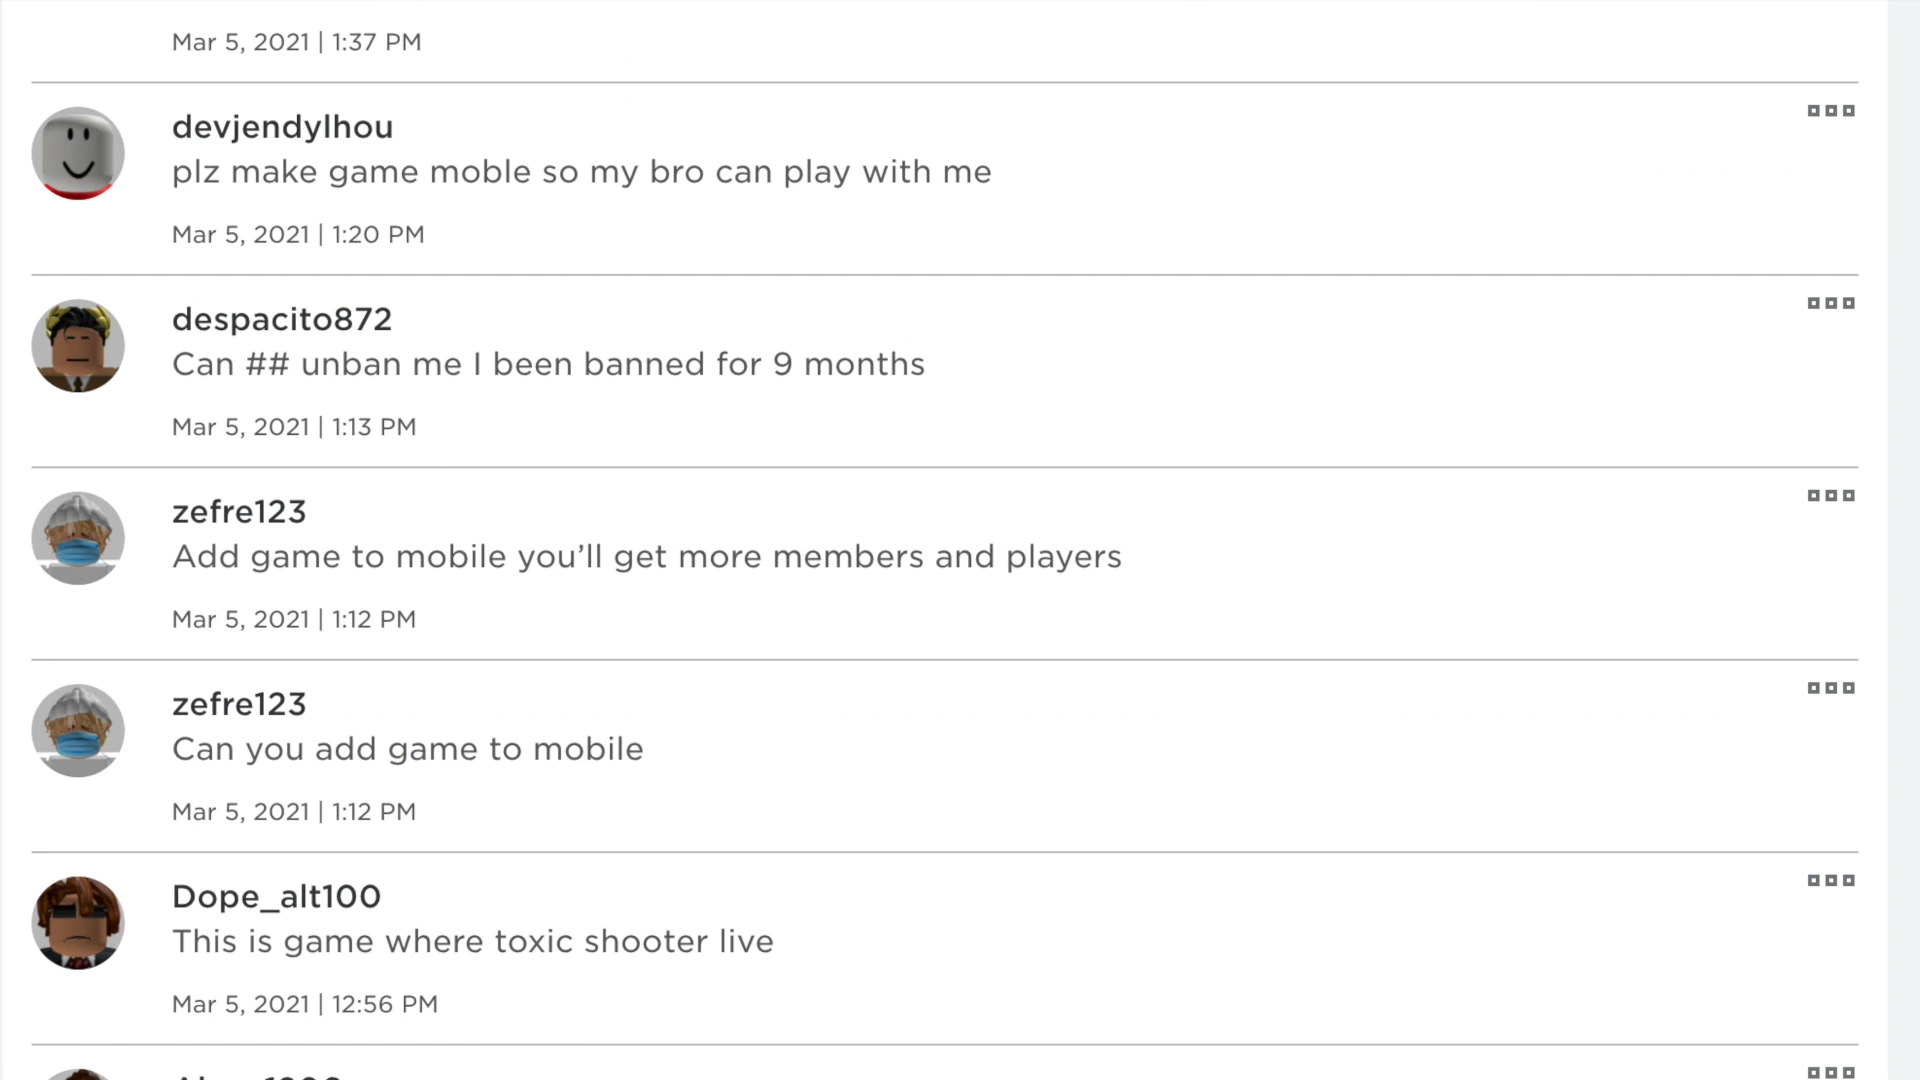 Mar 5, 2021 | 1:37 PM
devjendylhou
plz make game moble so my bro can play with me
Mar 5, 2021 | 1:20 PM
despacito872
Can ## unban me I been banned for 9 months
Mar 5, 2021 | 1:13 PM
zefre123
Add game to mobile you’ll get more members and players
Mar 5, 2021 | 1:12 PM
zefre123
Can you add game to mobile
Mar 5, 2021 | 1:12 PM
Dope_alt100
This is game where toxic shooter live
Mar 5, 2021 | 12:56 PM